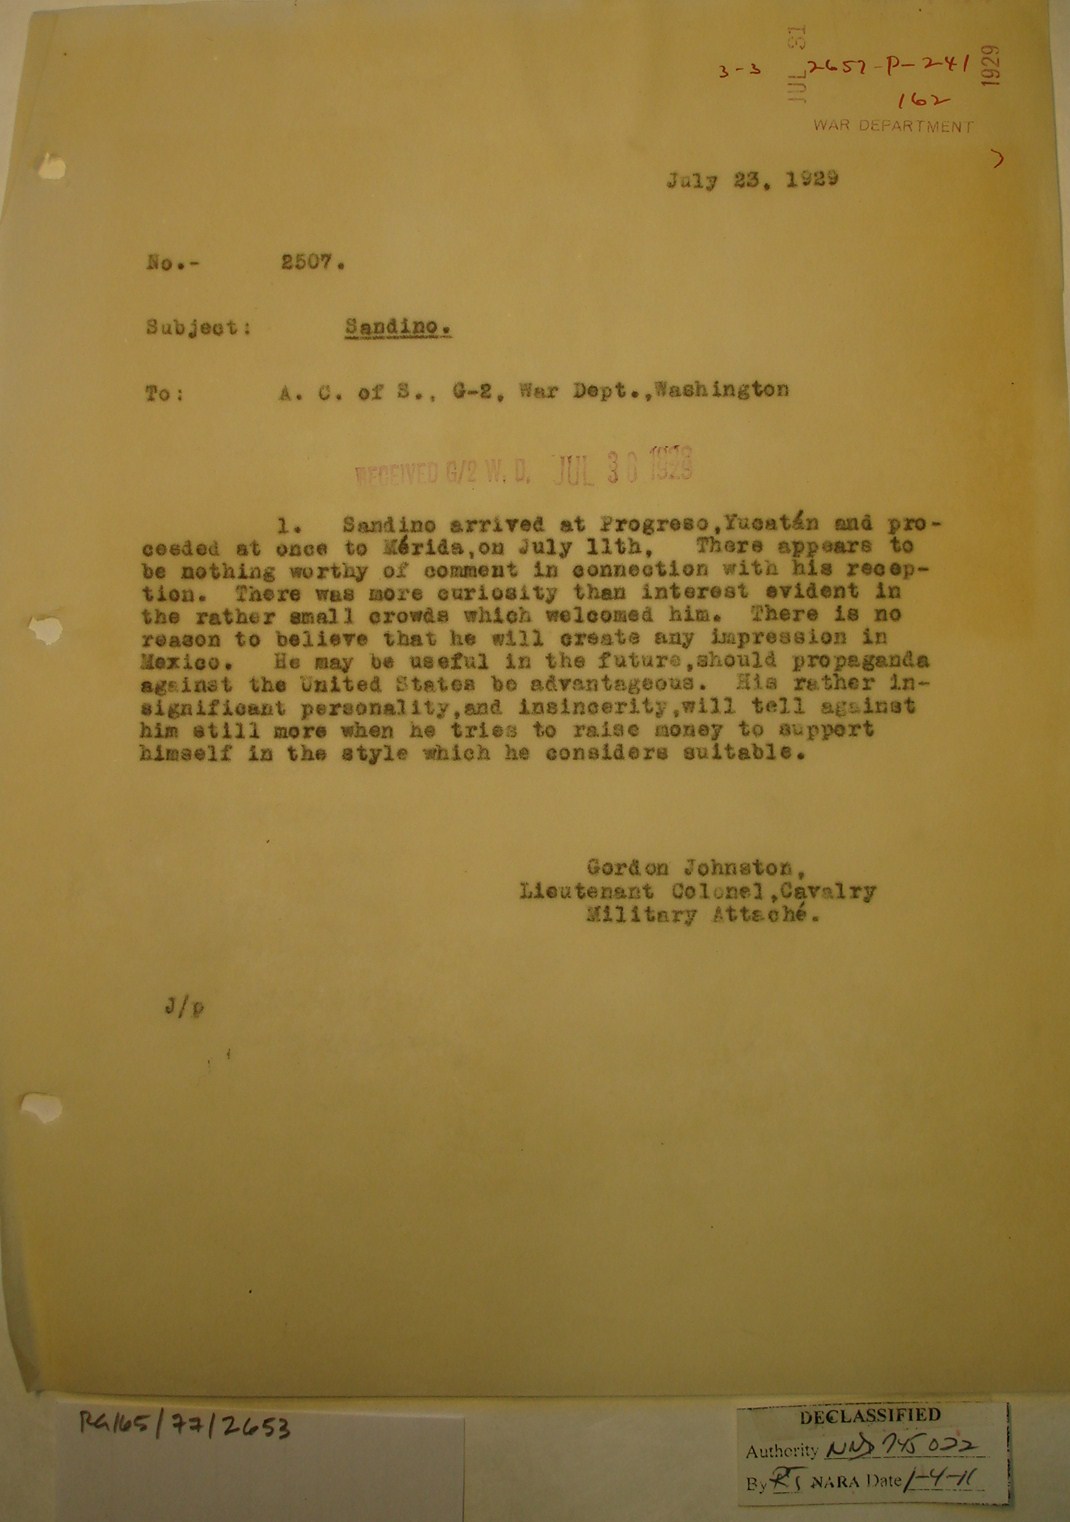 3-3 2657-P-241
JUL 31 1929
162
WAR DEPARTMENT
July 23, 1929
No.- 2507.
Subject: Sandino.
To: A. C. of S., G-2, War Dept.,Washington
RECEIVED G/2 W. D. JUL 30 1929
1. Sandino arrived at Progreso,Yucatán and pro-
ceeded at once to Mérida,on July 11th, There appears to
be nothing worthy of comment in connection with his recep-
tion. There was more curiosity than interest evident in
the rather small crowds which welcomed him. There is no
reason to believe that he will create any impression in
Mexico. He may be useful in the future,should propaganda
against the United States be advantageous. His rather in-
significant personality,and insincerity,will tell against
him still more when he tries to raise money to support
himself in the style which he considers suitable.
Gordon Johnston,
Lieutenant Colonel,Cavalry
Military Attaché.
J/p
RG165/77/2653
DECLASSIFIED
Authority NND 745022
By NARA Date 1-4-11